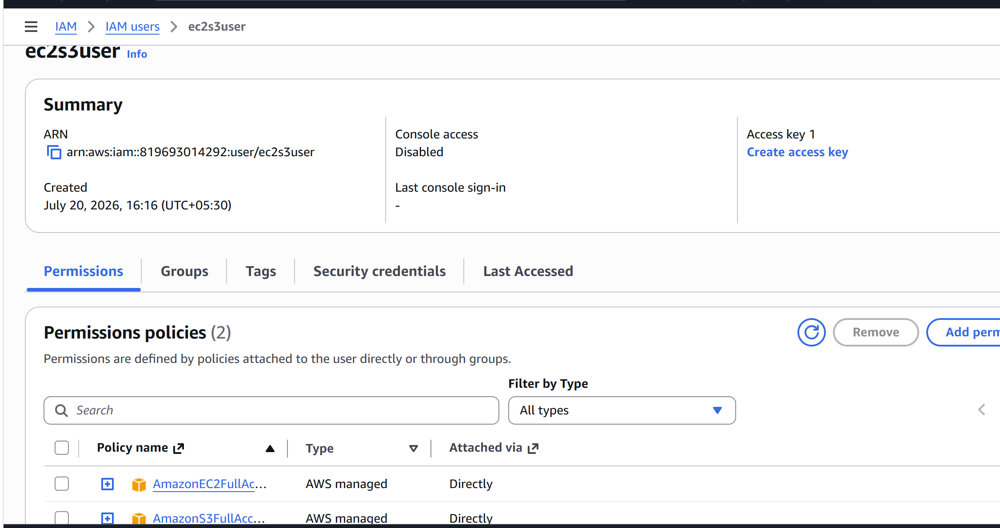 IAM > IAM users > ec2s3user
ec2s3user Info
Summary
ARN
arn:aws:iam::819693014292:user/ec2s3user
Created
July 20, 2026, 16:16 (UTC+05:30)
Console access
Disabled
Last console sign-in
-
Access key 1
Create access key
Permissions
Groups
Tags
Security credentials
Last Accessed
Permissions policies (2)
Remove
Add perm
Permissions are defined by policies attached to the user directly or through groups.
Filter by Type
Search
All types
Policy name
Type
Attached via
AmazonEC2FullAc... AWS managed Directly
AmazonS3FullAcc... AWS managed Directly